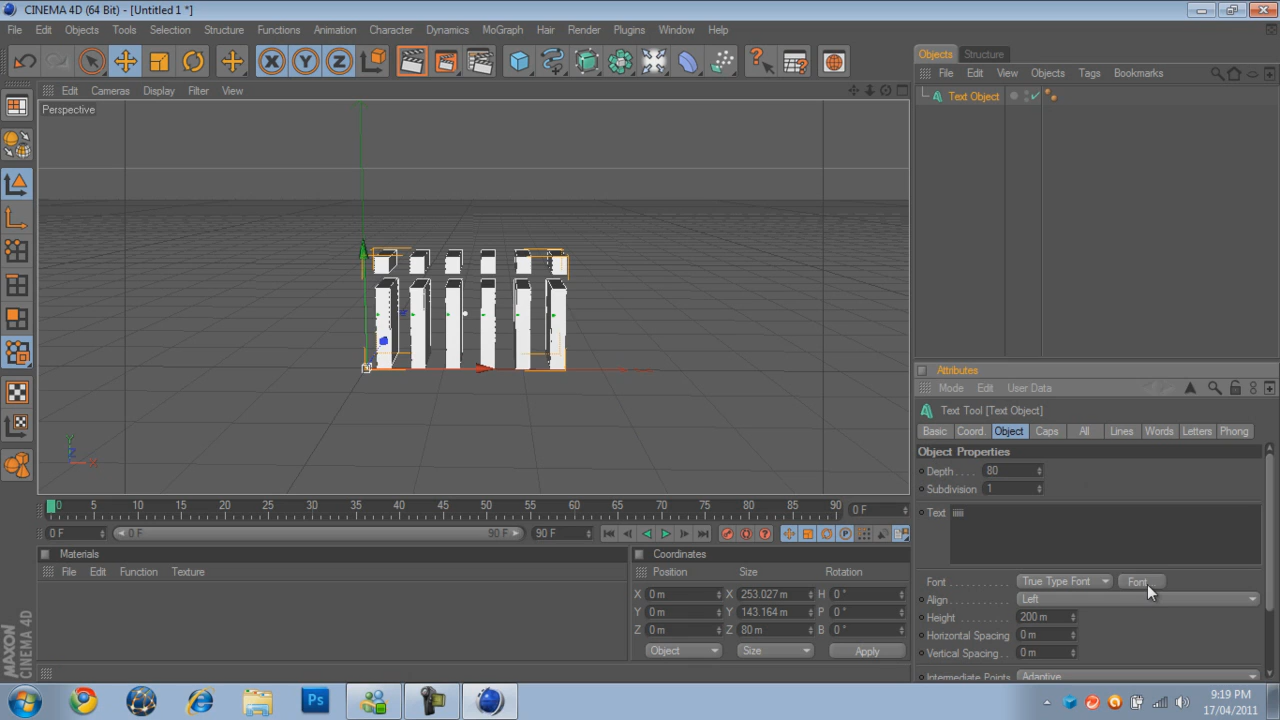 CINEMA 4D (64 Bit) - [Untitled 1 *]
File Edit Objects Tools Selection Structure Functions Animation Character Dynamics MoGraph Hair Render Plugins Window Help
X Y Z
Objects Structure
File Edit View Objects Tags Bookmarks
Text Object
Edit Cameras Display Filter View
Perspective
Y
Z
X
Attributes
Mode Edit User Data
Text Tool [Text Object]
Basic Coord. Object Caps All Lines Words Letters Phong
Object Properties
Depth . . . . 80
Subdivision 1
Text iiiiii
Font . . . . . . . . . . . True Type Font Font...
Align . . . . . . . . . . Left
Height . . . . . . . . . 200 m
Horizontal Spacing 0 m
Vertical Spacing . . . 0 m
Intermediate Points Adaptive
0 5 10 15 20 25 30 35 40 45 50 55 60 65 70 75 80 85 90 0 F
0 F 0 F 90 F 90 F
Materials
File Edit Function Texture
Coordinates
Position Size Rotation
X 0 m X 253.027 m H 0 °
Y 0 m Y 143.164 m P 0 °
Z 0 m Z 80 m B 0 °
Object Size Apply
MAXON
CINEMA 4D
Ps
9:19 PM
17/04/2011